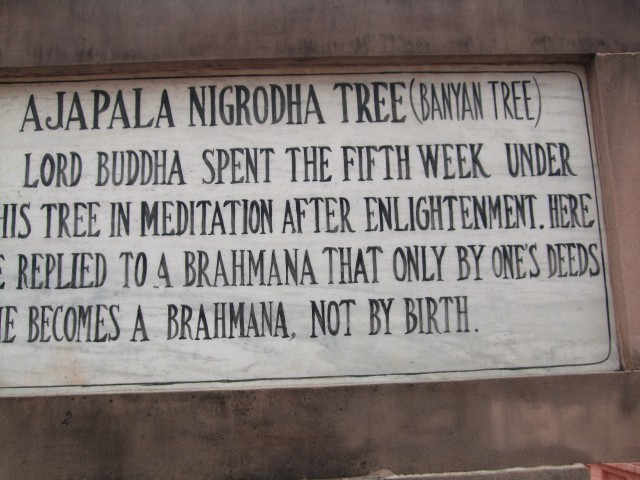 AJAPALA NIGRODHA TREE (BANYAN TREE)
LORD BUDDHA SPENT THE FIFTH WEEK UNDER
HIS TREE IN MEDITATION AFTER ENLIGHTENMENT. HERE
E REPLIED TO A BRAHMANA THAT ONLY BY ONE'S DEEDS
E BECOMES A BRAHMANA, NOT BY BIRTH.